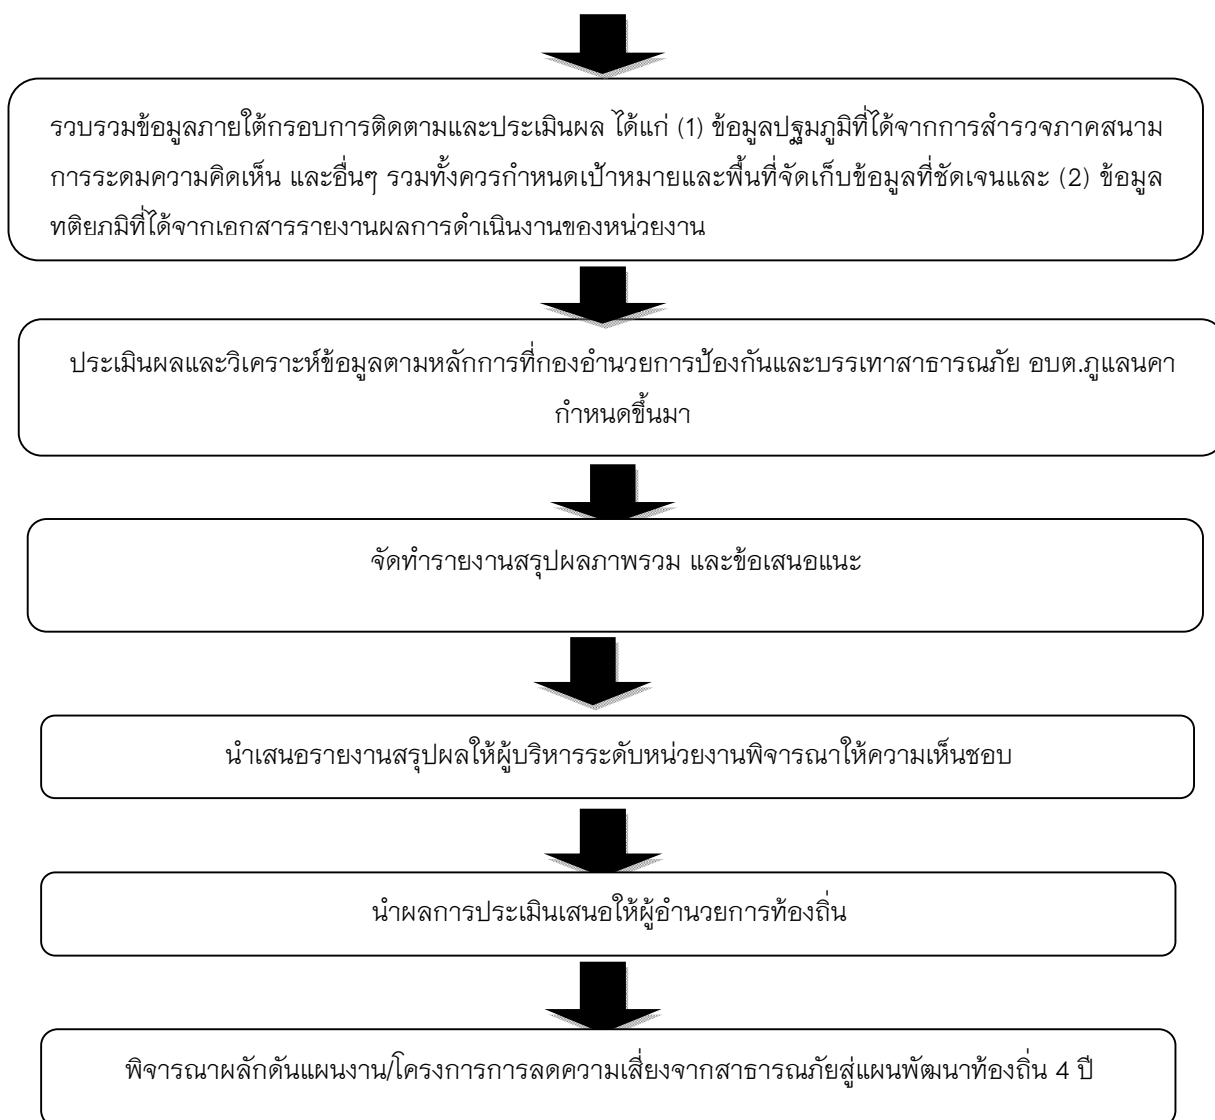 รวบรวมข้อมูลภายใต้กรอบการติดตามและประเมินผล ได้แก่ (1) ข้อมูลปฐมภูมิที่ได้จากการสำรวจภาคสนาม
การระดมความคิดเห็น และอื่นๆ รวมทั้งควรกำหนดเป้าหมายและพื้นที่จัดเก็บข้อมูลที่ชัดเจนและ (2) ข้อมูล
ทติยภมิที่ได้จากเอกสารรายงานผลการดำเนินงานของหน่วยงาน
ประเมินผลและวิเคราะห์ข้อมูลตามหลักการที่กองอำนวยการป้องกันและบรรเทาสาธารณภัย อบต.ภูแลนคา
กำหนดขึ้นมา
จัดทำรายงานสรุปผลภาพรวม และข้อเสนอแนะ
นำเสนอรายงานสรุปผลให้ผู้บริหารระดับหน่วยงานพิจารณาให้ความเห็นชอบ
นำผลการประเมินเสนอให้ผู้อำนวยการท้องถิ่น
พิจารณาผลักดันแผนงาน/โครงการการลดความเสี่ยงจากสาธารณภัยสู่แผนพัฒนาท้องถิ่น 4 ปี